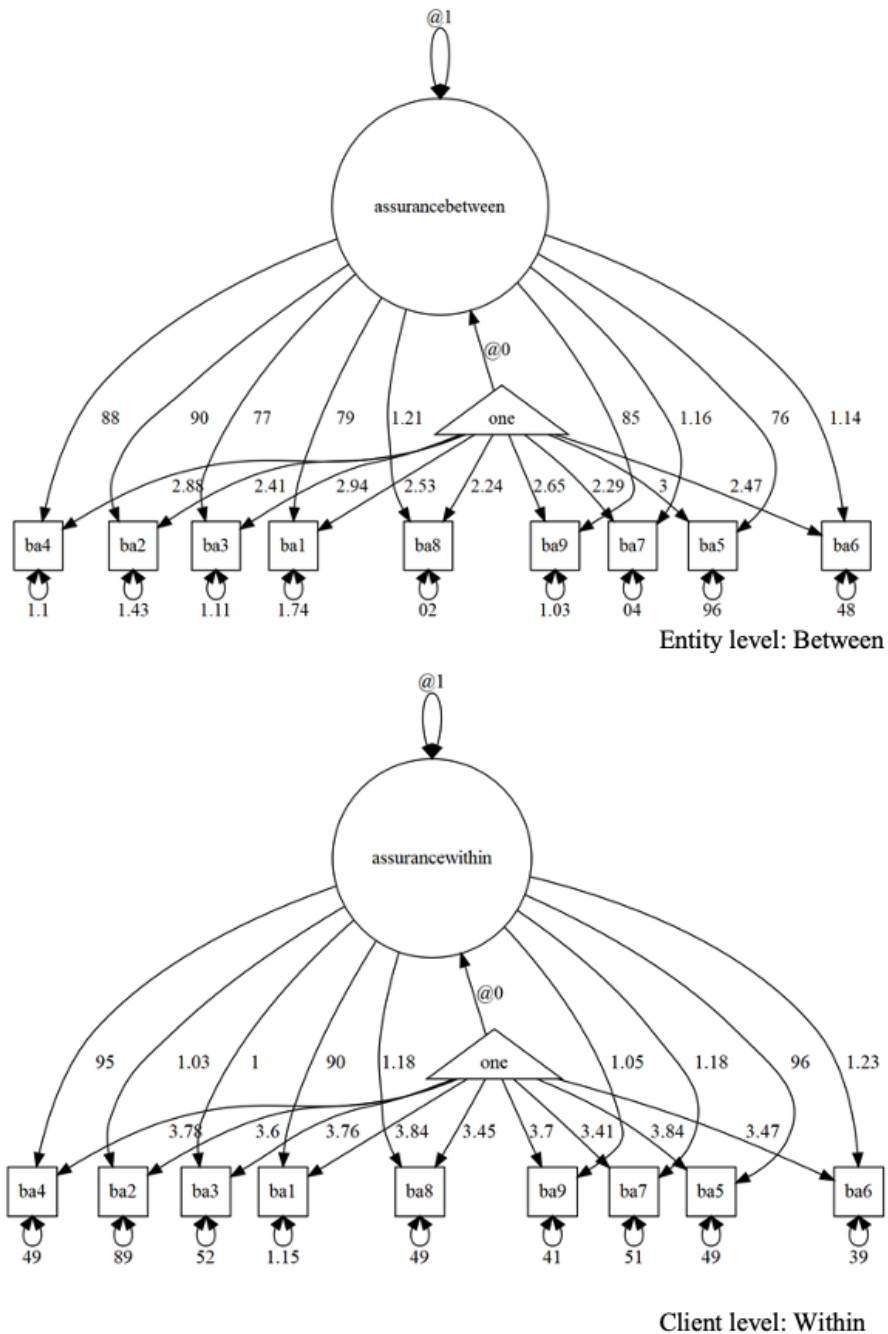 @1
assurancebetween
@0
one
88 90 77 79 1.21 85 1.16 76 1.14
2.88 2.41 2.94 2.53 2.24 2.65 2.29 3 2.47
ba4 ba2 ba3 ba1 ba8 ba9 ba7 ba5 ba6
1.1 1.43 1.11 1.74 02 1.03 04 96 48
Entity level: Between
@1
assurancewithin
@0
one
95 1.03 1 90 1.18 1.05 1.18 96 1.23
3.78 3.6 3.76 3.84 3.45 3.7 3.41 3.84 3.47
ba4 ba2 ba3 ba1 ba8 ba9 ba7 ba5 ba6
49 89 52 1.15 49 41 51 49 39
Client level: Within